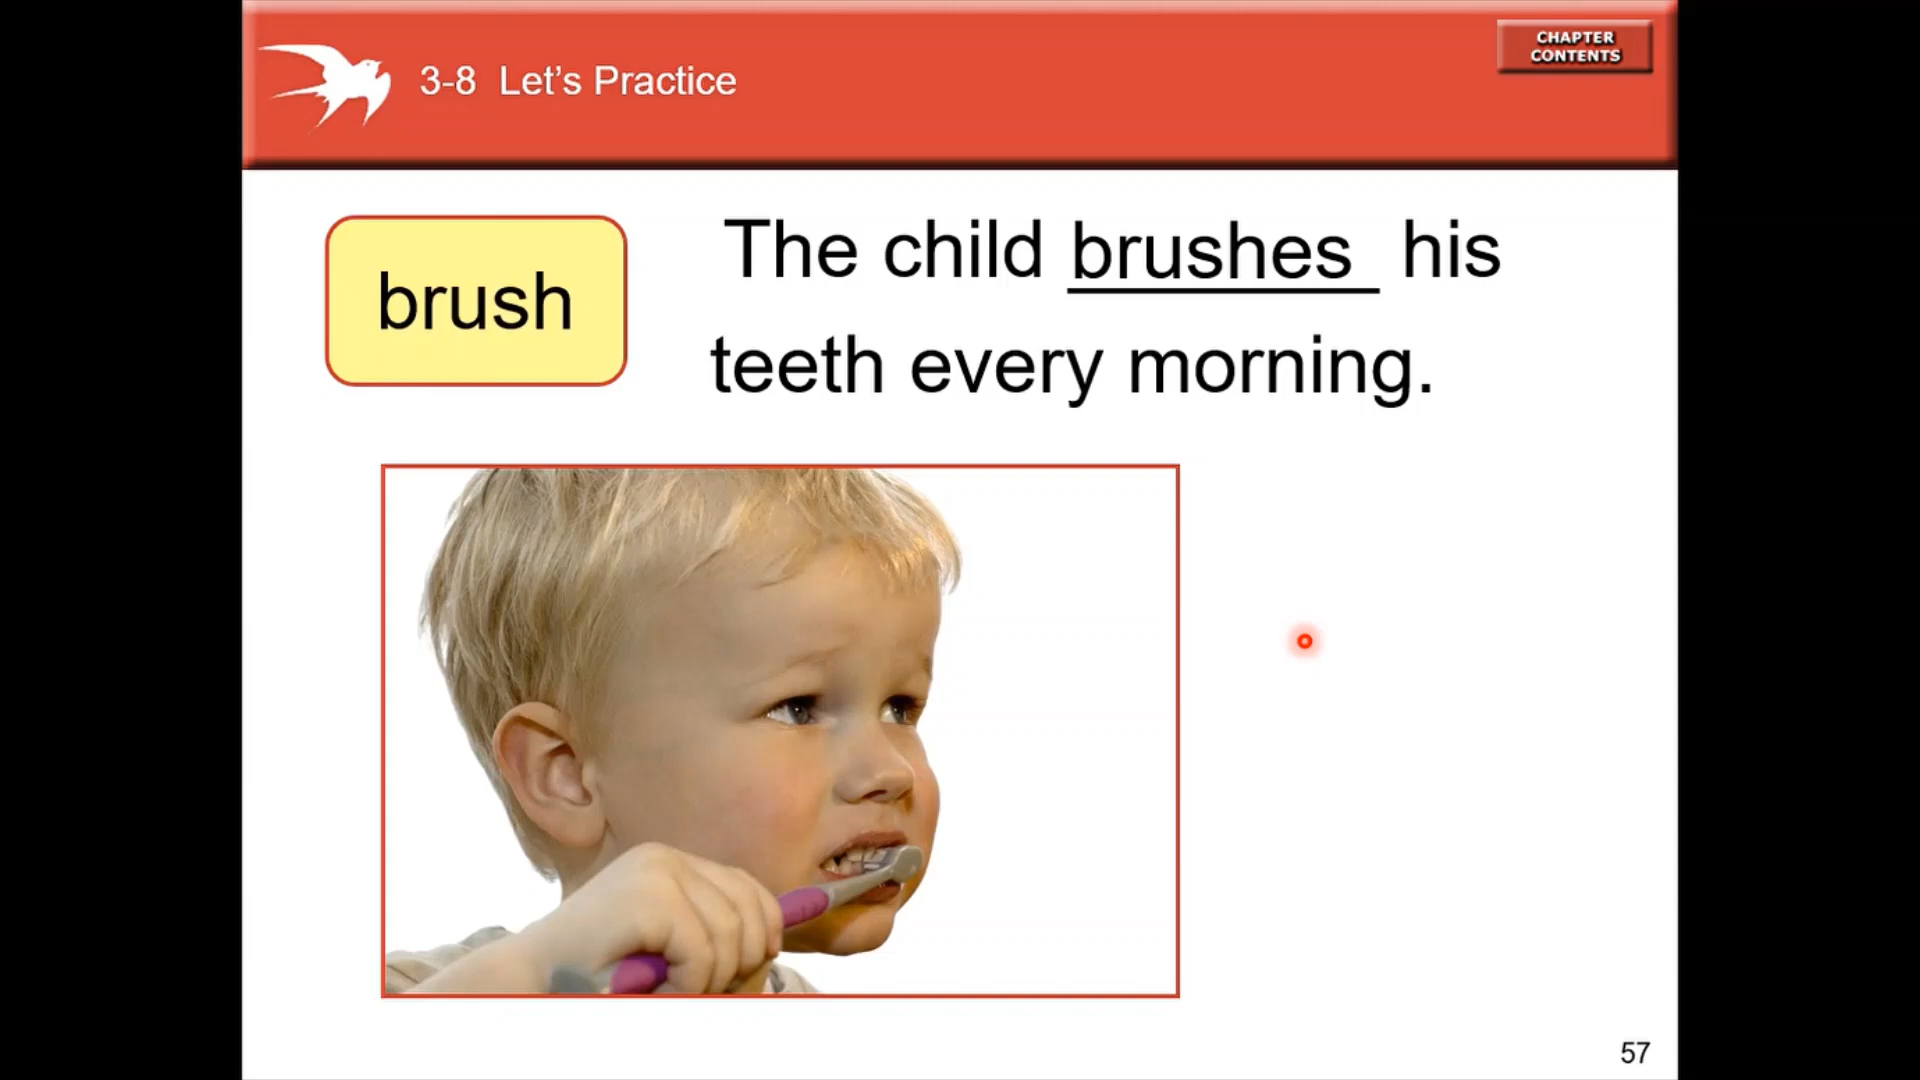 3-8 Let's Practice
CHAPTER
CONTENTS
brush
The child brushes his
teeth every morning.
57